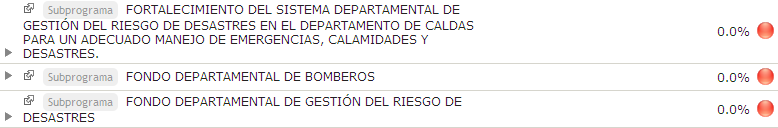 Subprograma FORTALECIMIENTO DEL SISTEMA DEPARTAMENTAL DE
GESTIÓN DEL RIESGO DE DESASTRES EN EL DEPARTAMENTO DE CALDAS
PARA UN ADECUADO MANEJO DE EMERGENCIAS, CALAMIDADES Y
DESASTRES.
0.0%
Subprograma FONDO DEPARTAMENTAL DE BOMBEROS
0.0%
Subprograma FONDO DEPARTAMENTAL DE GESTIÓN DEL RIESGO DE
DESASTRES
0.0%